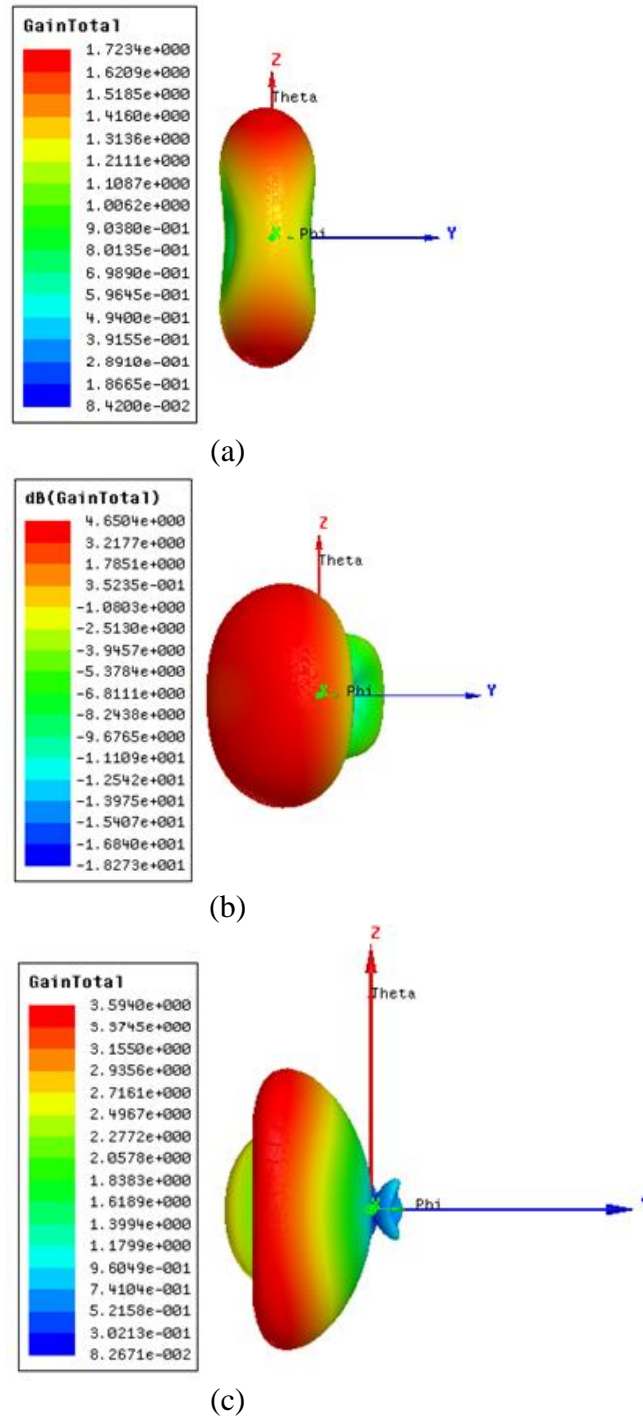 GainTotal
1.7234e+000
1.6209e+000
1.5185e+000
1.4160e+000
1.3136e+000
1.2111e+000
1.1087e+000
1.0062e+000
9.0380e-001
8.0135e-001
6.9890e-001
5.9645e-001
4.9400e-001
3.9155e-001
2.8910e-001
1.8665e-001
8.4200e-002
Z
Theta
X Phi Y
(a)
dB(GainTotal)
4.6504e+000
3.2177e+000
1.7851e+000
3.5235e-001
-1.0803e+000
-2.5130e+000
-3.9457e+000
-5.3784e+000
-6.8111e+000
-8.2438e+000
-9.6765e+000
-1.1109e+001
-1.2542e+001
-1.3975e+001
-1.5407e+001
-1.6840e+001
-1.8273e+001
Z
Theta
X Phi Y
(b)
GainTotal
3.5940e+000
3.3745e+000
3.1550e+000
2.9356e+000
2.7161e+000
2.4967e+000
2.2772e+000
2.0578e+000
1.8383e+000
1.6189e+000
1.3994e+000
1.1799e+000
9.6049e-001
7.4104e-001
5.2158e-001
3.0213e-001
8.2671e-002
Z
Theta
X Phi
(c)